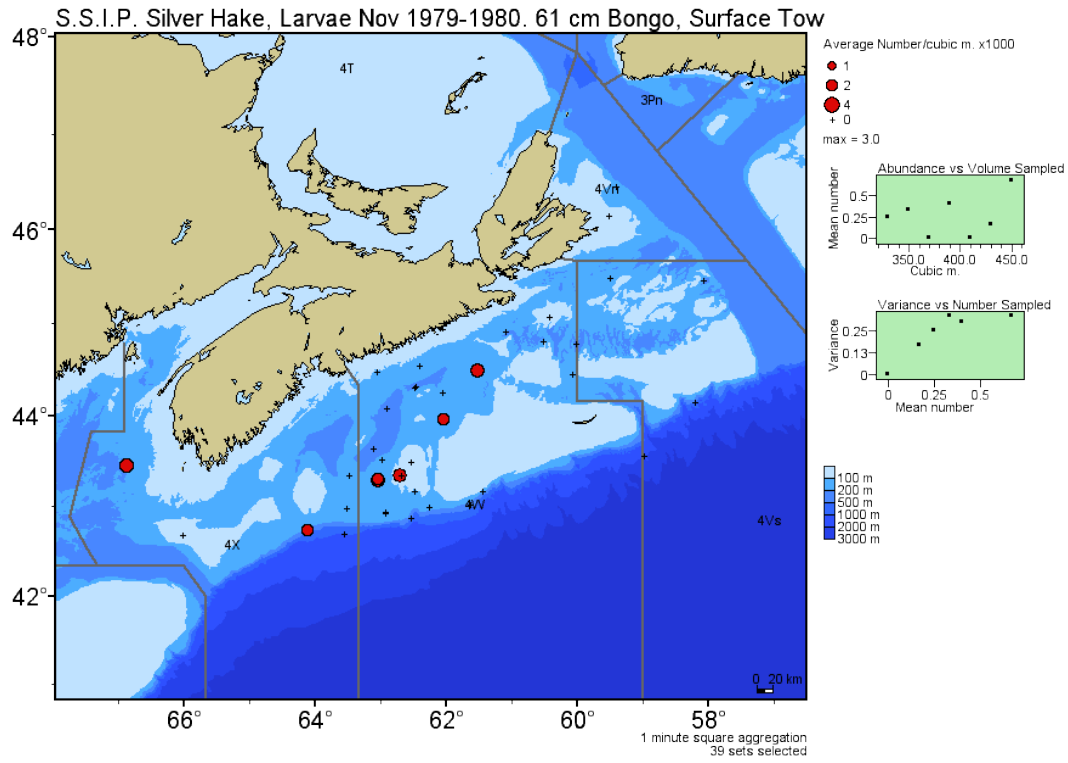 S.S.I.P. Silver Hake, Larvae Nov 1979-1980. 61 cm Bongo, Surface Tow
48°
46°
44°
42°
66°
64°
62°
60°
58°
4T
3Pn
4Vn
4W
4X
4Vs
0 20 km
1 minute square aggregation
39 sets selected
Average Number/cubic m. x1000
1
2
4
0
max = 3.0
Abundance vs Volume Sampled
Mean number
0.5
0.25
0
350.0 400.0 450.0
Cubic m.
Variance vs Number Sampled
Variance
0.25
0.13
0
0 0.25 0.5
Mean number
100 m
200 m
500 m
1000 m
2000 m
3000 m